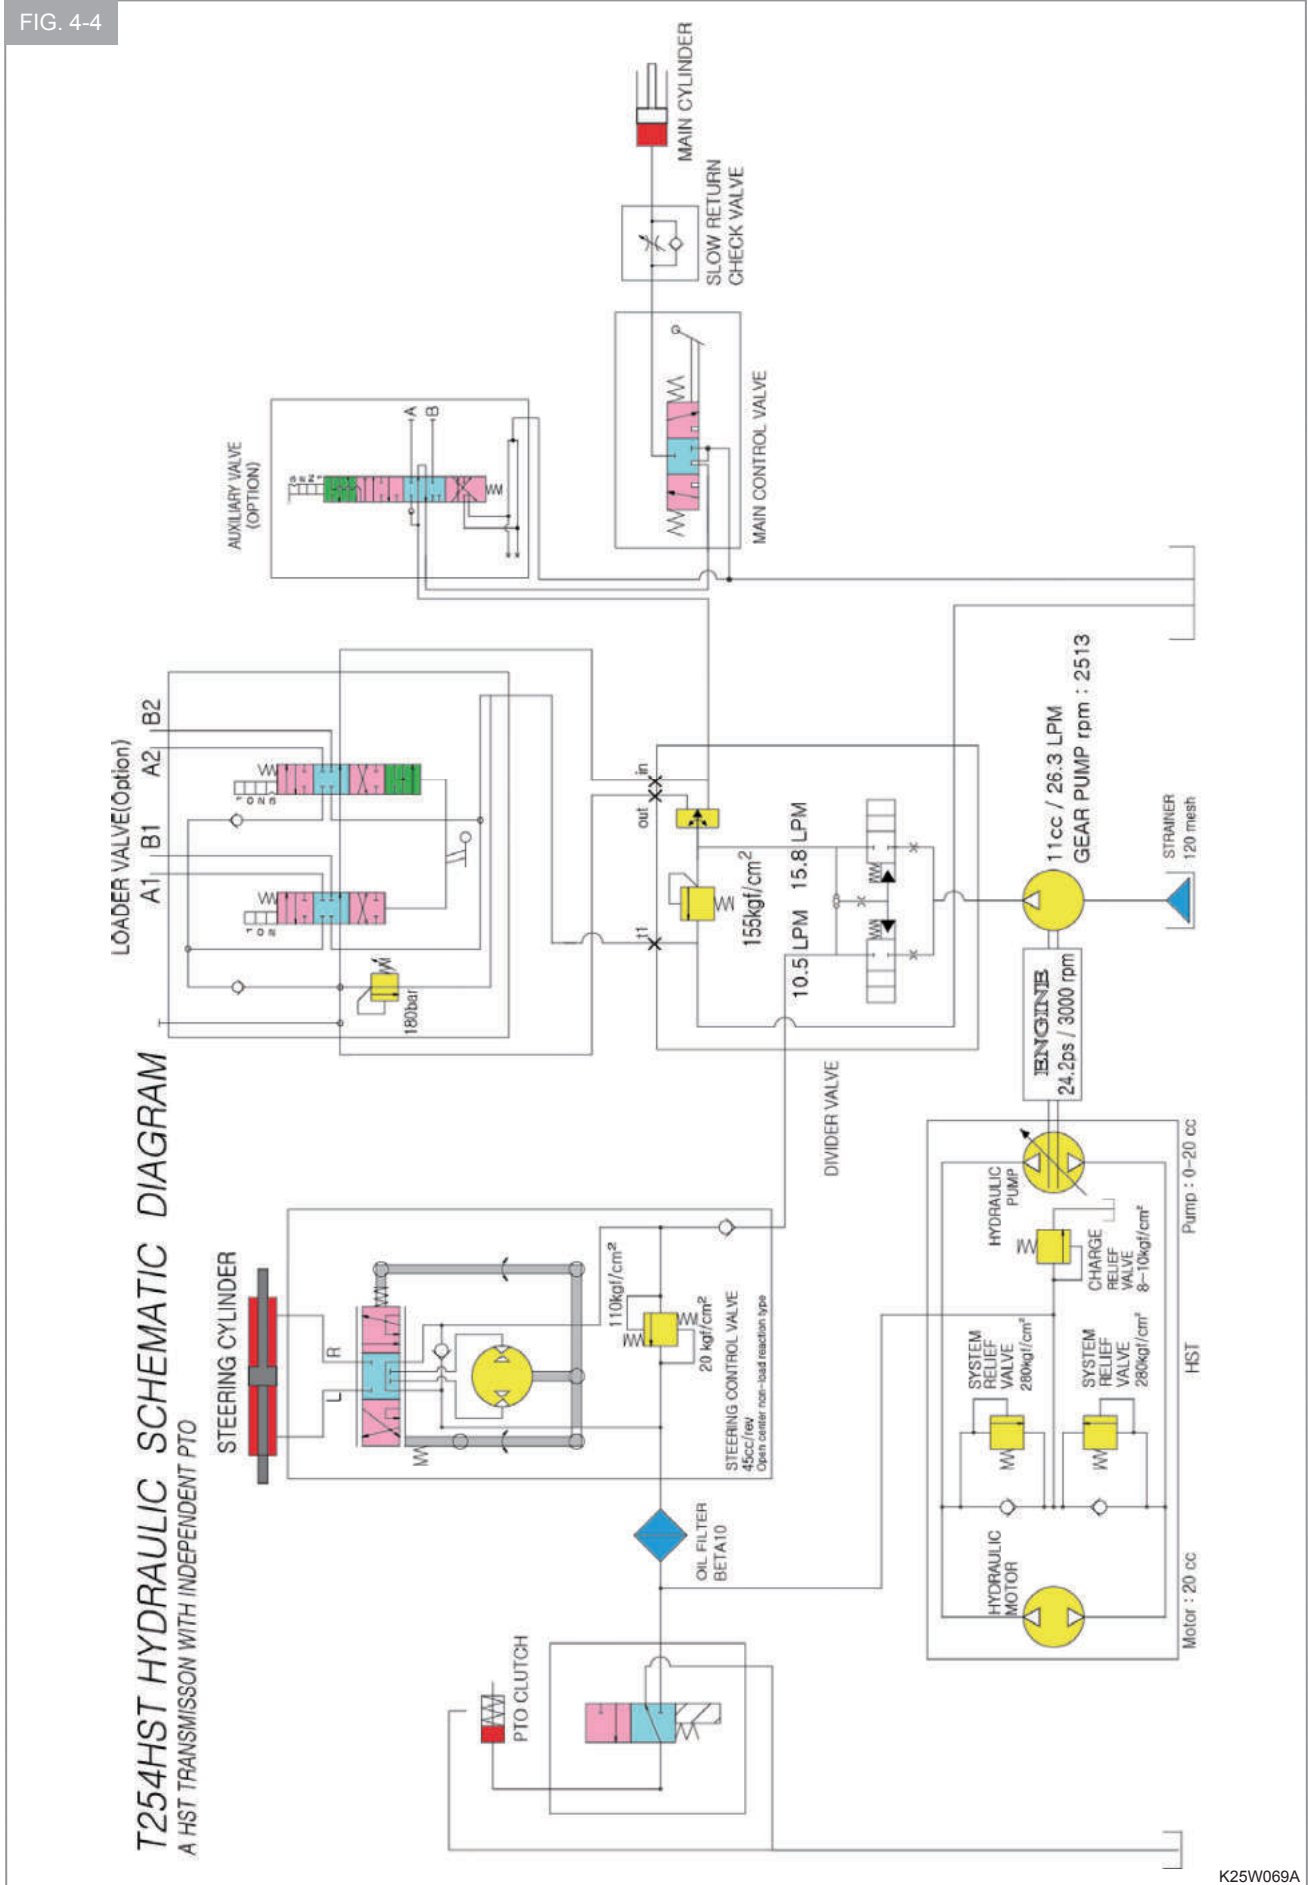 FIG. 4-4
T254HST HYDRAULIC SCHEMATIC DIAGRAM
A HST TRANSMISSON WITH INDEPENDENT PTO
LOADER VALVE(Option)
A1
B1
A2
B2
180bar
AUXILIARY VALVE
(OPTION)
A
B
MAIN CYLINDER
SLOW RETURN
CHECK VALVE
MAIN CONTROL VALVE
STEERING CYLINDER
L
R
110kgf/cm²
20 kgf/cm²
STEERING CONTROL VALVE
45cc/rev
Open center non-load reaction type
t1
out
in
155kgf/cm²
10.5 LPM
15.8 LPM
DIVIDER VALVE
OIL FILTER
BETA10
PTO CLUTCH
11cc / 26.3 LPM
GEAR PUMP rpm : 2513
STRAINER
120 mesh
ENGINE
24.2ps / 3000 rpm
HYDRAULIC
PUMP
CHARGE
RELIEF
VALVE
8-10kgf/cm²
SYSTEM
RELIEF
VALVE
280kgf/cm²
SYSTEM
RELIEF
VALVE
280kgf/cm²
HYDRAULIC
MOTOR
Motor : 20 cc
HST
Pump : 0-20 cc
K25W069A